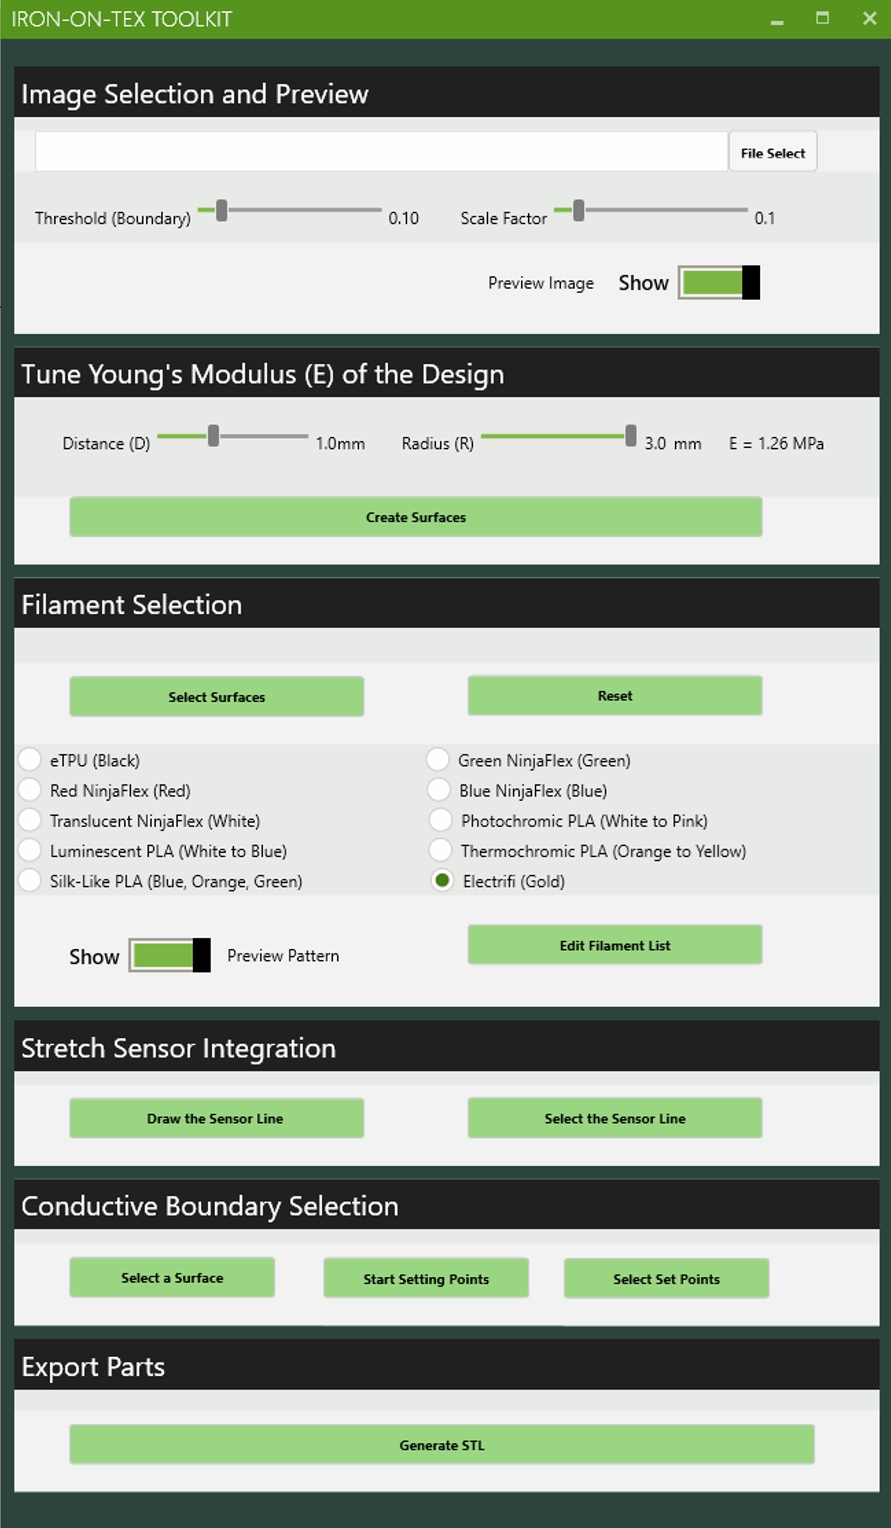 IRON-ON-TEX TOOLKIT
Image Selection and Preview
File Select
Threshold (Boundary) 0.10 Scale Factor 0.1
Preview Image Show
Tune Young's Modulus (E) of the Design
Distance (D) 1.0mm Radius (R) 3.0 mm E = 1.26 MPa
Create Surfaces
Filament Selection
Select Surfaces Reset
eTPU (Black) Green NinjaFlex (Green)
Red NinjaFlex (Red) Blue NinjaFlex (Blue)
Translucent NinjaFlex (White) Photochromic PLA (White to Pink)
Luminescent PLA (White to Blue) Thermochromic PLA (Orange to Yellow)
Silk-Like PLA (Blue, Orange, Green) Electrifi (Gold)
Show Preview Pattern Edit Filament List
Stretch Sensor Integration
Draw the Sensor Line Select the Sensor Line
Conductive Boundary Selection
Select a Surface Start Setting Points Select Set Points
Export Parts
Generate STL